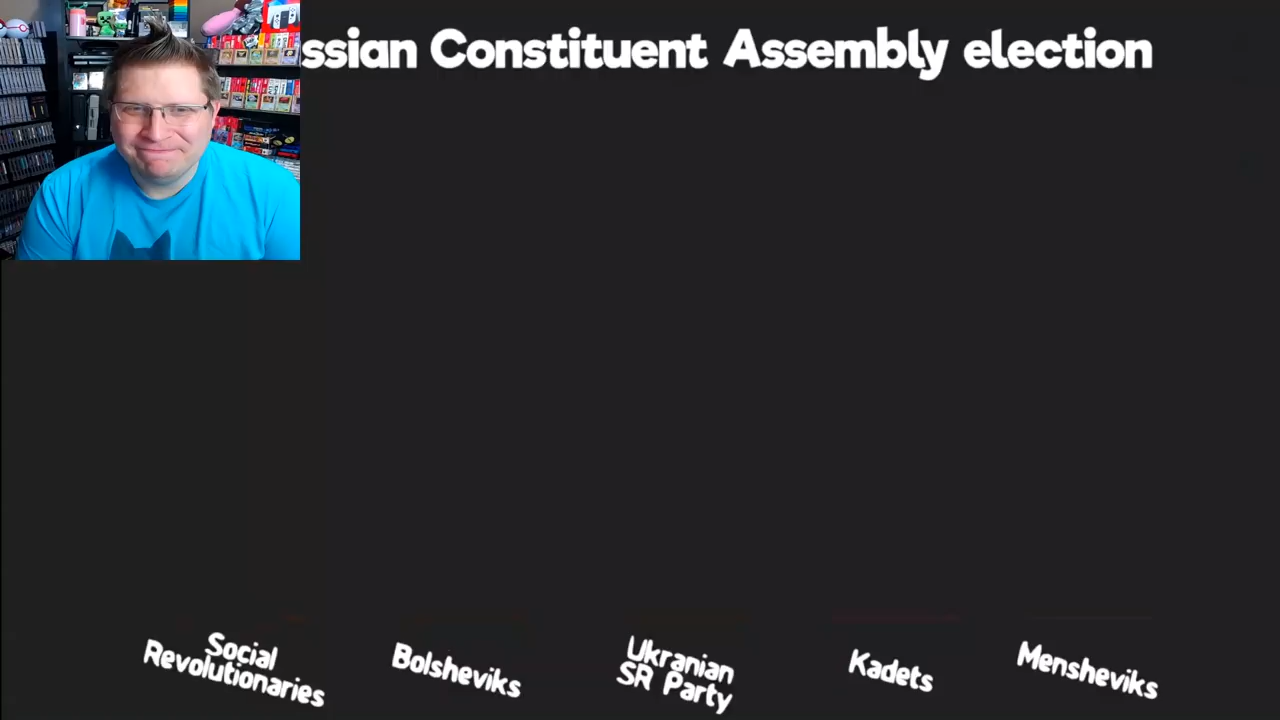 ssian Constituent Assembly election
Social
Revolutionaries
Bolsheviks
Ukranian
SR Party
Kadets
Mensheviks